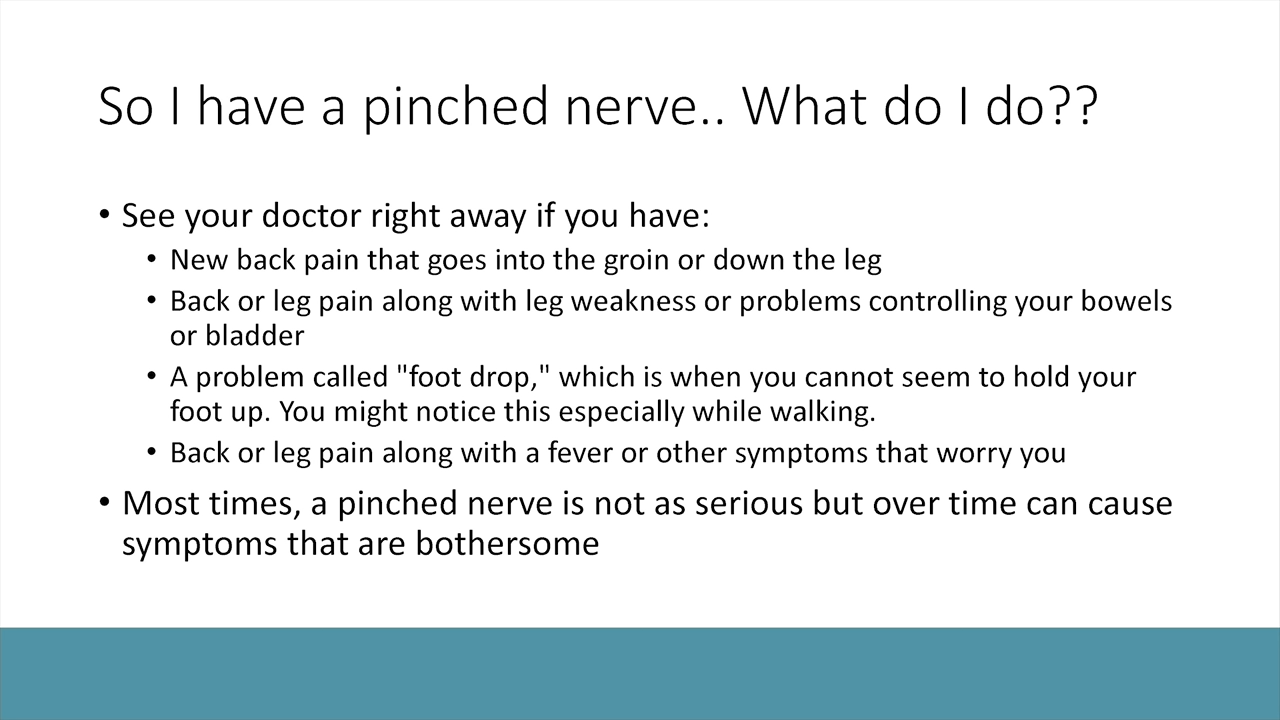 So I have a pinched nerve.. What do I do??
• See your doctor right away if you have:
• New back pain that goes into the groin or down the leg
• Back or leg pain along with leg weakness or problems controlling your bowels
or bladder
• A problem called "foot drop," which is when you cannot seem to hold your
foot up. You might notice this especially while walking.
• Back or leg pain along with a fever or other symptoms that worry you
• Most times, a pinched nerve is not as serious but over time can cause
symptoms that are bothersome